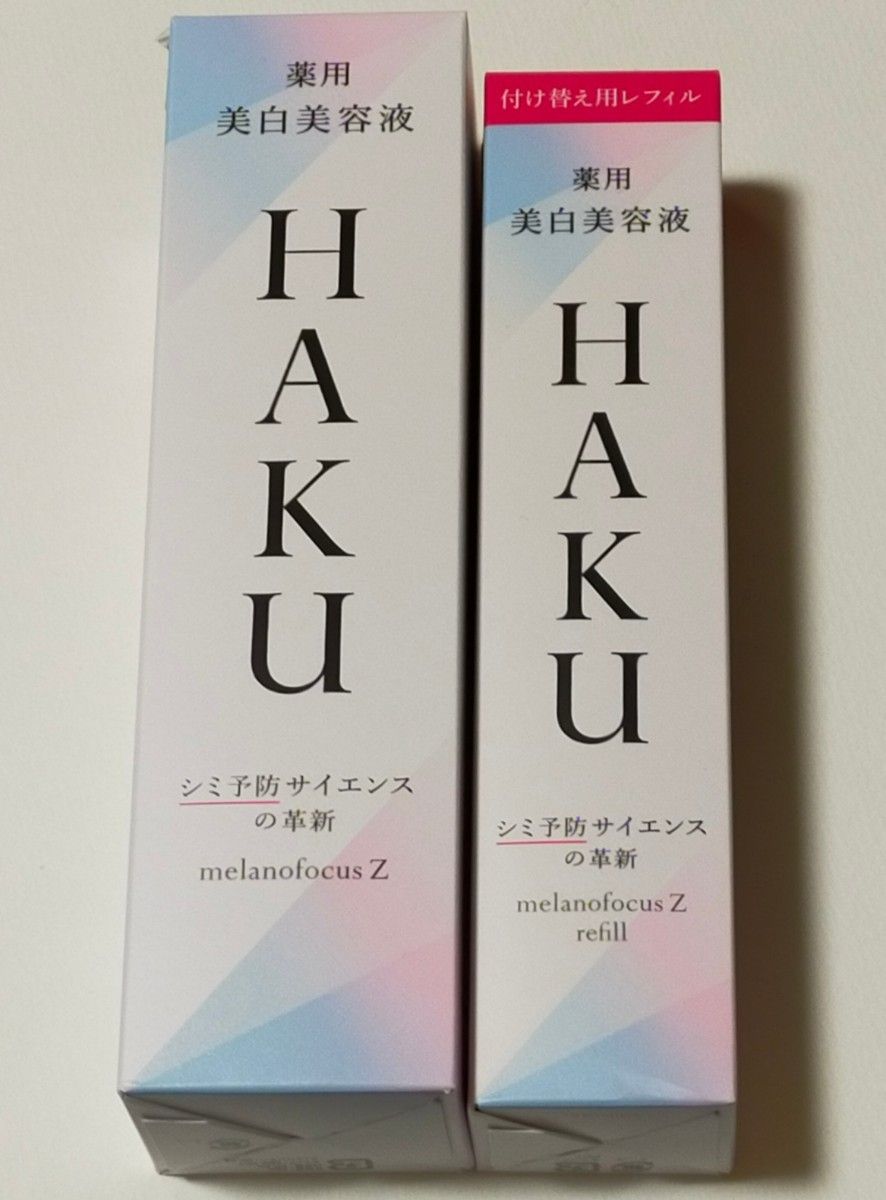 薬用
美白美容液
HAKU
シミ予防サイエンス
の革新
melanofocus Z
付け替え用レフィル
薬用
美白美容液
HAKU
シミ予防サイエンス
の革新
melanofocus Z
refill